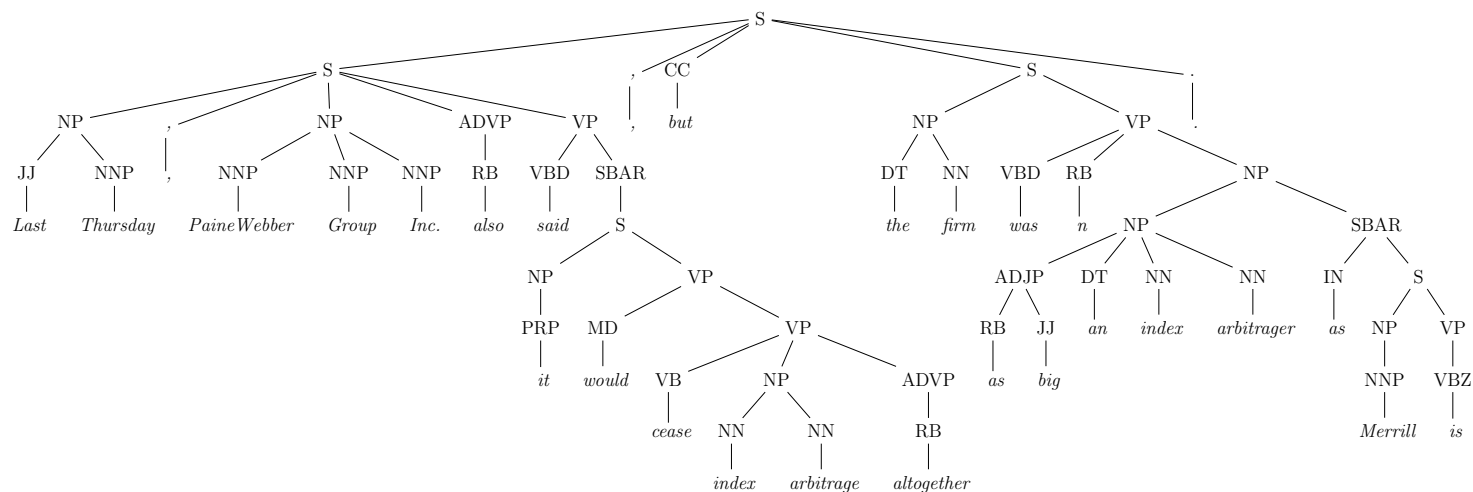 S
S , CC S .
NP , NP ADVP VP , but NP VP .
JJ NNP , NNP NNP NNP RB VBD SBAR DT NN VBD RB NP
Last Thursday PaineWebber Group Inc. also said S the firm was n NP SBAR
NP VP ADJP DT NN NN IN S
PRP MD VP RB JJ an index arbitrager as NP VP
it would VB NP ADVP as big NNP VBZ
cease NN NN RB Merrill is
index arbitrage altogether